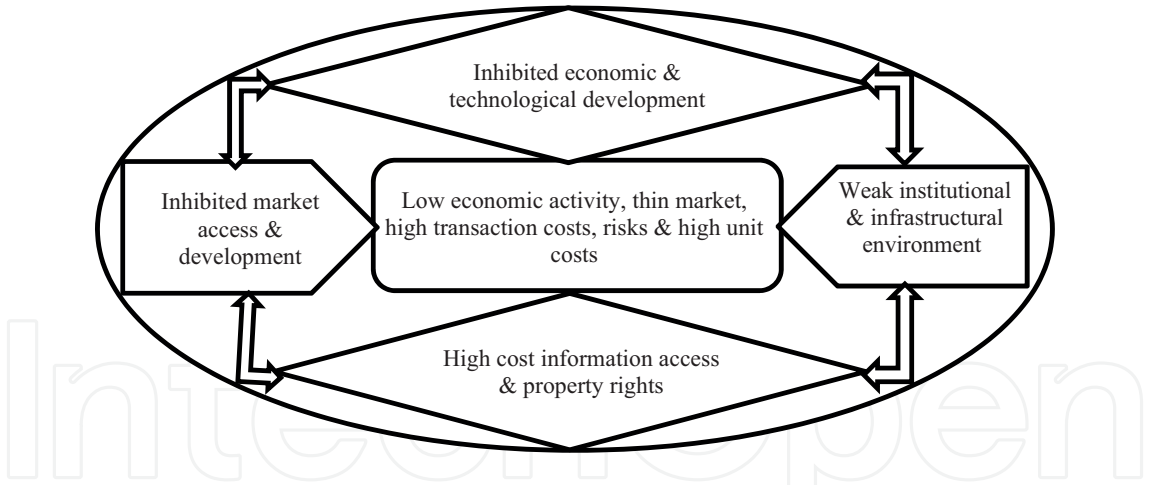 Inhibited economic &
technological development
Inhibited market
access &
development
Low economic activity, thin market,
high transaction costs, risks & high unit
costs
Weak institutional
& infrastructural
environment
High cost information access
& property rights
IntechOpen